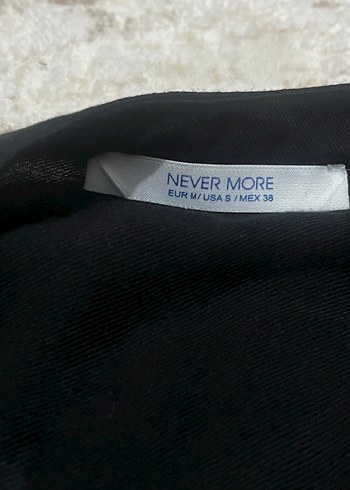 NEVER MORE
EUR M/ USA S / MEX 38